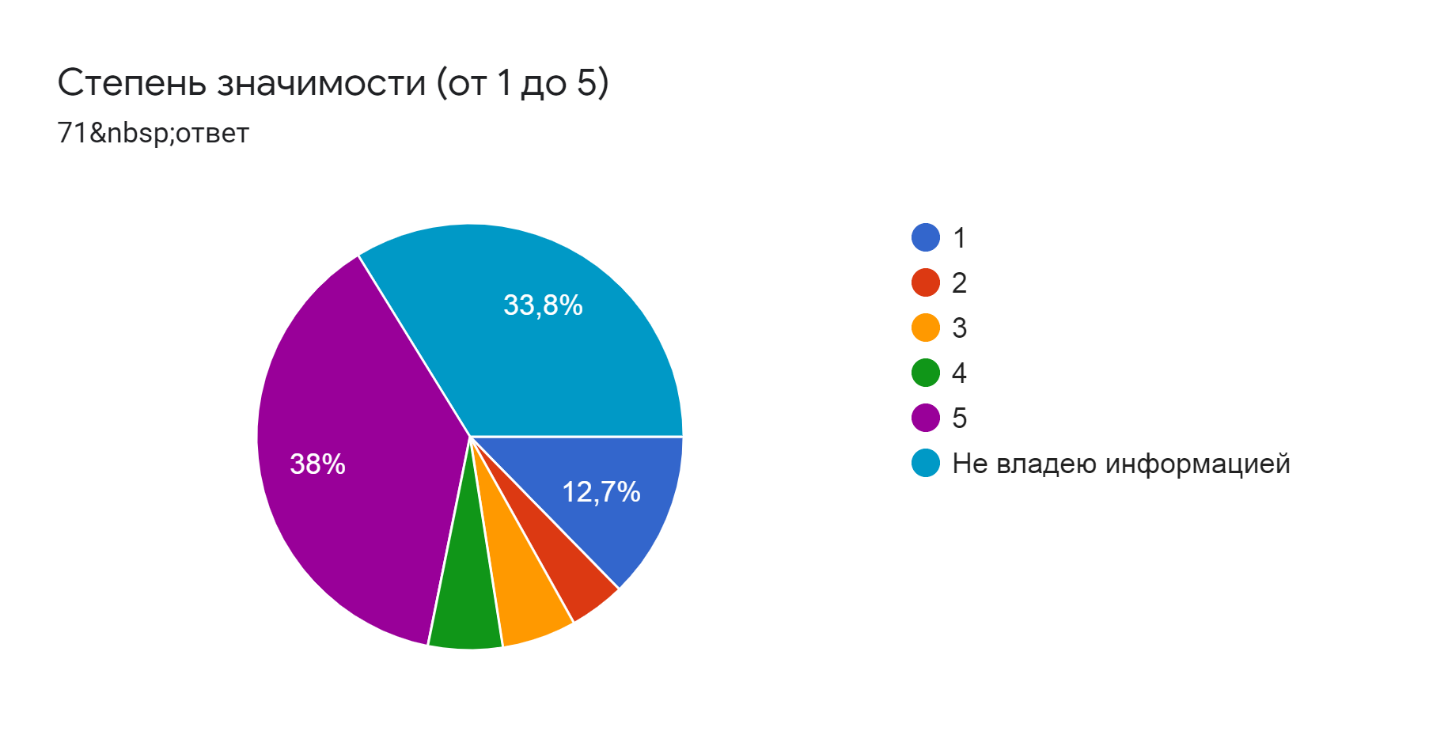 Степень значимости (от 1 до 5)
71&nbsp;ответ
33,8%
38%
12,7%
1
2
3
4
5
Не владею информацией